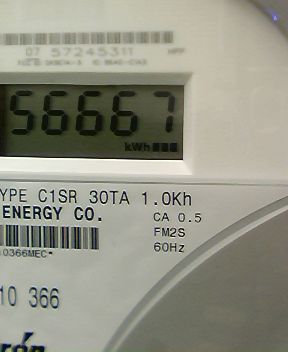 07 57245311
56667
kWh
YPE C1SR 30TA 1.0Kh
ENERGY CO.
CA 0.5
FM2S
60Hz
0366MEC*
10 366
rón